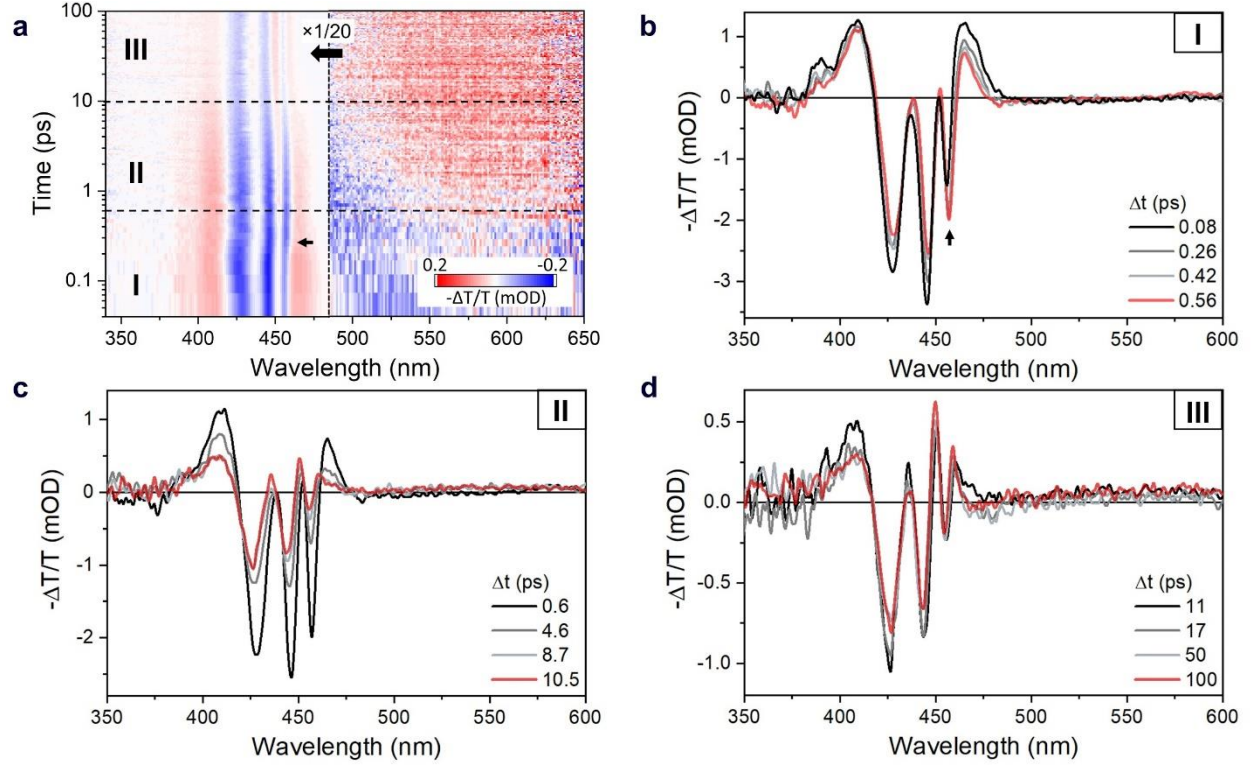 a
100
10
1
0.1
Time (ps)
III
II
I
×1/20
0.2
-0.2
-ΔT/T (mOD)
350
400
450
500
550
600
650
Wavelength (nm)
b
I
1
0
-1
-2
-3
-ΔT/T (mOD)
Δt (ps)
0.08
0.26
0.42
0.56
350
400
450
500
550
600
Wavelength (nm)
c
II
1
0
-1
-2
-ΔT/T (mOD)
Δt (ps)
0.6
4.6
8.7
10.5
350
400
450
500
550
600
Wavelength (nm)
d
III
0.5
0.0
-0.5
-1.0
-ΔT/T (mOD)
Δt (ps)
11
17
50
100
350
400
450
500
550
600
Wavelength (nm)